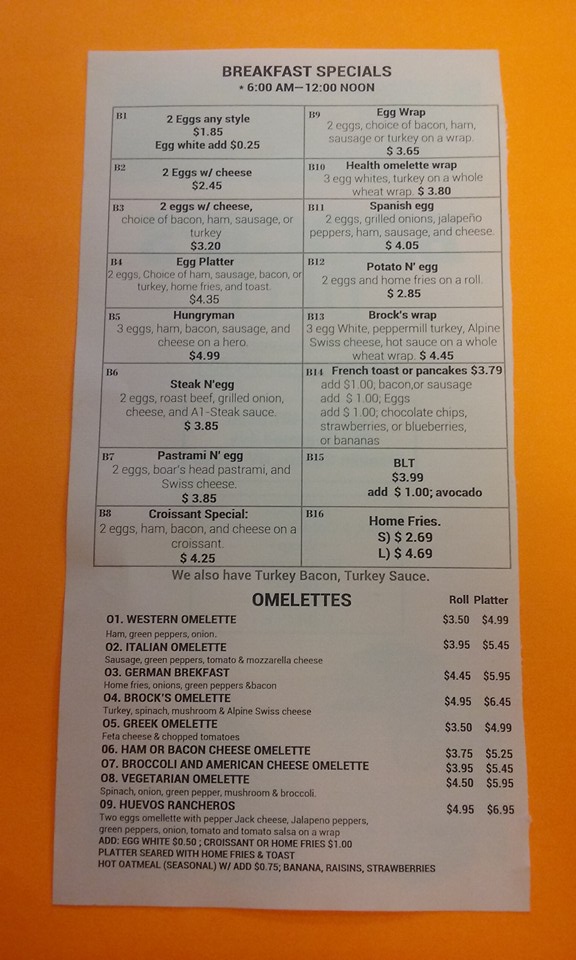 BREAKFAST SPECIALS
* 6:00 AM—12:00 NOON
B1
2 Eggs any style
$1.85
Egg white add $0.25
B9
Egg Wrap
2 eggs, choice of bacon, ham,
sausage or turkey on a wrap.
$ 3.65
B2
2 Eggs w/ cheese
$2.45
B10 Health omelette wrap
3 egg whites, turkey on a whole
wheat wrap. $ 3.80
B3 2 eggs w/ cheese,
choice of bacon, ham, sausage, or
turkey
$3.20
B11 Spanish egg
2 eggs, grilled onions, jalapeño
peppers, ham, sausage, and cheese.
$ 4.05
B4 Egg Platter
2 eggs, Choice of ham, sausage, bacon, or
turkey, home fries, and toast.
$4.35
B12
Potato N' egg
2 eggs and home fries on a roll.
$ 2.85
B5 Hungryman
3 eggs, ham, bacon, sausage, and
cheese on a hero.
$4.99
B13 Brock's wrap
3 egg White, peppermill turkey, Alpine
Swiss cheese, hot sauce on a whole
wheat wrap. $ 4.45
B6
Steak N'egg
2 eggs, roast beef, grilled onion,
cheese, and A1-Steak sauce.
$ 3.85
B14 French toast or pancakes $3.79
add $1.00; bacon,or sausage
add $ 1.00; Eggs
add $ 1.00; chocolate chips,
strawberries, or blueberries,
or bananas
B7 Pastrami N' egg
2 eggs, boar's head pastrami, and
Swiss cheese.
$ 3.85
B15
BLT
$3.99
add $ 1.00; avocado
B8 Croissant Special:
2 eggs, ham, bacon, and cheese on a
croissant.
$ 4.25
B16
Home Fries.
S) $ 2.69
L) $ 4.69
We also have Turkey Bacon, Turkey Sauce.
OMELETTES Roll Platter
01. WESTERN OMELETTE $3.50 $4.99
Ham, green peppers, onion.
02. ITALIAN OMELETTE $3.95 $5.45
Sausage, green peppers, tomato & mozzarella cheese
03. GERMAN BREKFAST $4.45 $5.95
Home fries, onions, green peppers &bacon
04. BROCK'S OMELETTE $4.95 $6.45
Turkey, spinach, mushroom & Alpine Swiss cheese
05. GREEK OMELETTE $3.50 $4.99
Feta cheese & chopped tomatoes
06. HAM OR BACON CHEESE OMELETTE $3.75 $5.25
07. BROCCOLI AND AMERICAN CHEESE OMELETTE $3.95 $5.45
08. VEGETARIAN OMELETTE $4.50 $5.95
Spinach, onion, green pepper, mushroom & broccoli.
09. HUEVOS RANCHEROS $4.95 $6.95
Two eggs omellette with pepper Jack cheese, Jalapeno peppers,
green peppers, onion, tomato and tomato salsa on a wrap
ADD: EGG WHITE $0.50 ; CROISSANT OR HOME FRIES $1.00
PLATTER SEARED WITH HOME FRIES & TOAST
HOT OATMEAL (SEASONAL) W/ ADD $0.75; BANANA, RAISINS, STRAWBERRIES